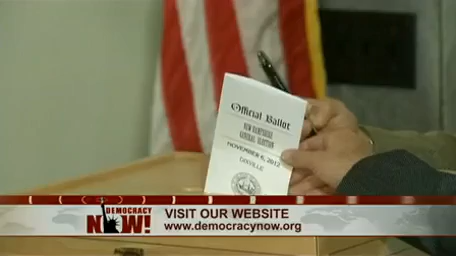 Official Ballot
NEW HAMPSHIRE
GENERAL ELECTION
NOVEMBER 6, 2012
DIXVILLE
DEMOCRACY
NOW!
VISIT OUR WEBSITE
www.democracynow.org